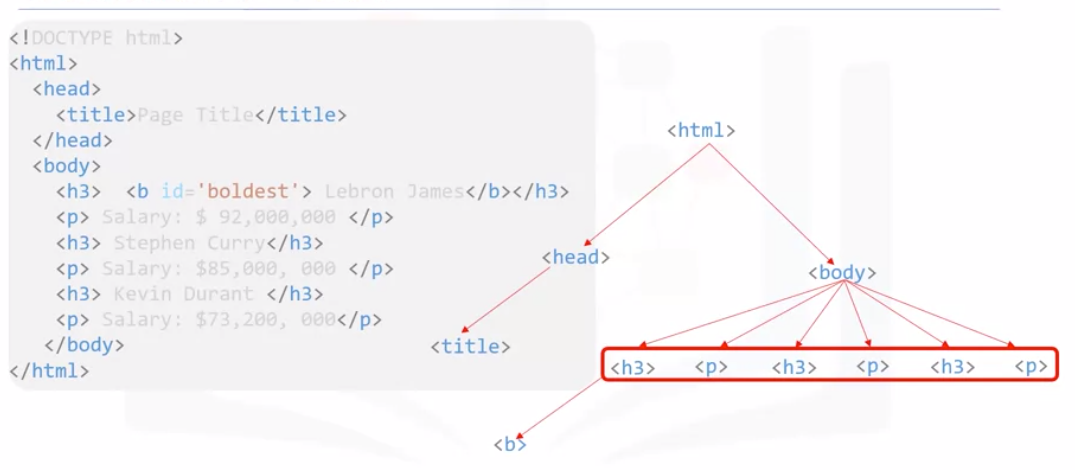 <!DOCTYPE html>
<html>
<head>
<title>Page Title</title>
</head>
<body>
<h3> <b id='boldest'> Lebron James</b></h3>
<p> Salary: $ 92,000,000 </p>
<h3> Stephen Curry</h3>
<p> Salary: $85,000, 000 </p>
<h3> Kevin Durant </h3>
<p> Salary: $73,200, 000</p>
</body>
</html>
<html>
<head>
<body>
<title>
<h3> <p> <h3> <p> <h3> <p>
<b>